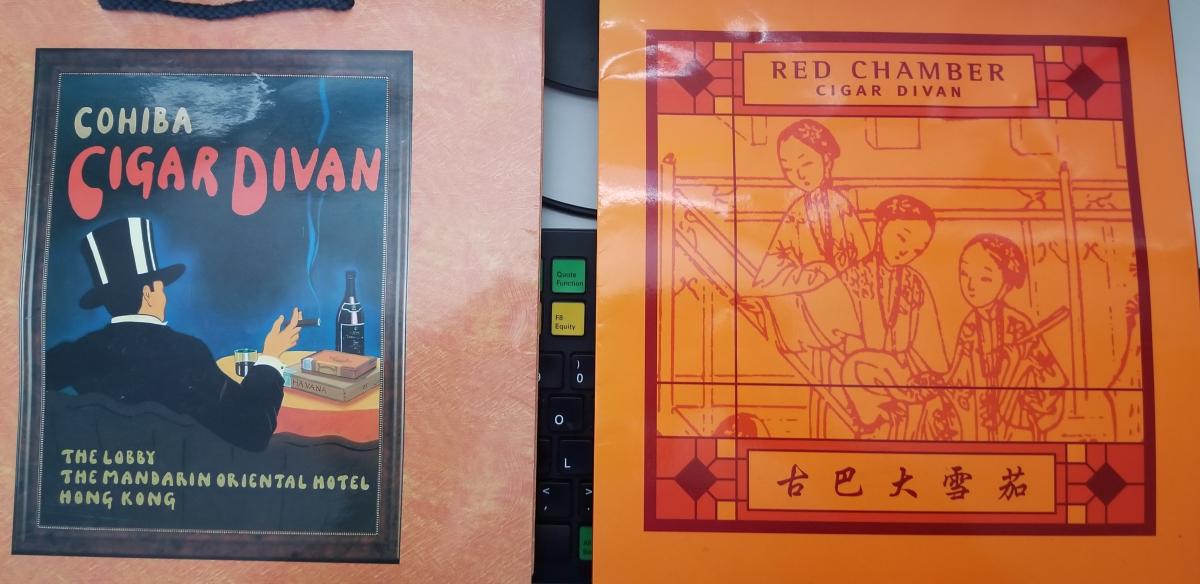 COHIBA
CIGAR DIVAN
HAVANA
THE LOBBY
THE MANDARIN ORIENTAL HOTEL
HONG KONG
Quote
Function
F8
Equity
)
0
O
L
<
>
RED CHAMBER
CIGAR DIVAN
古巴大雪茄